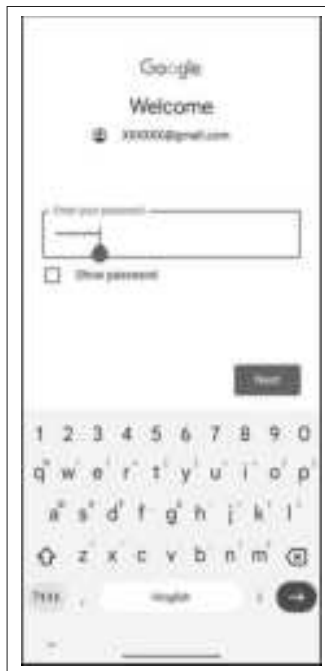 Google
Welcome
XXXXXX@gmail.com
Enter your password
Show password
Next
1 2 3 4 5 6 7 8 9 0
q w e r t y u i o p
a s d f g h j k l
z x c v b n m
English